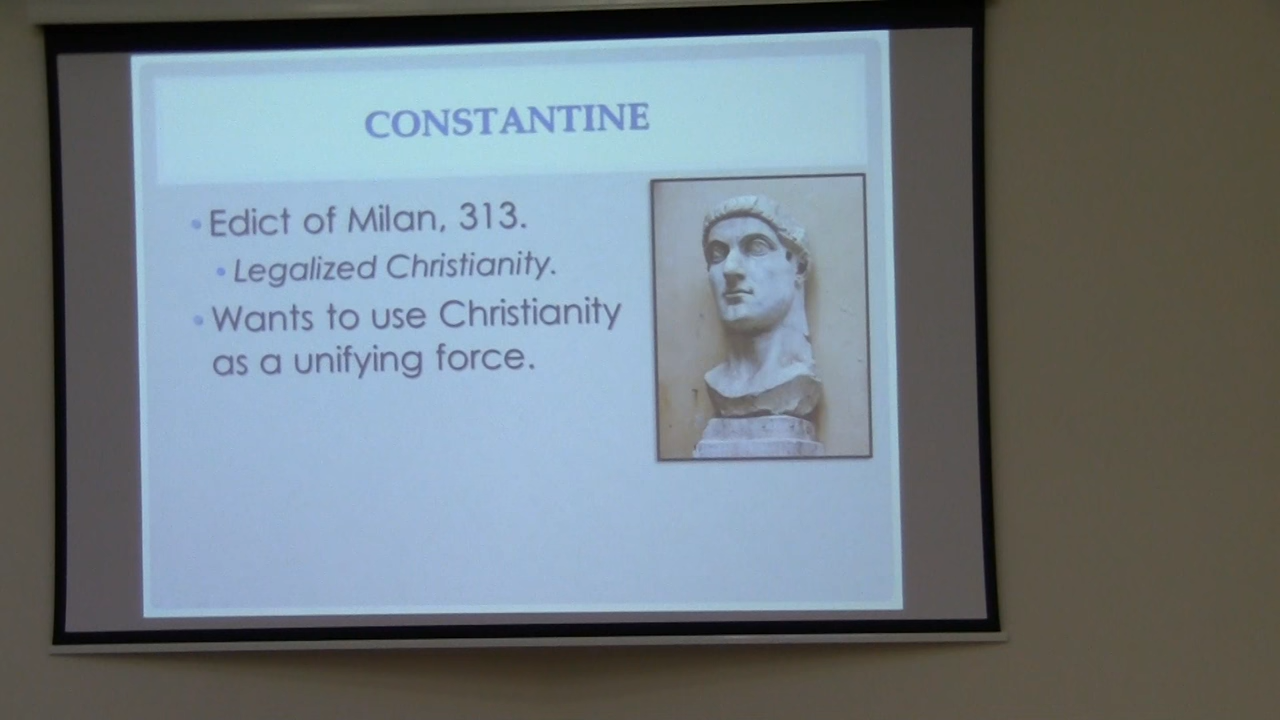 CONSTANTINE
• Edict of Milan, 313.
• Legalized Christianity.
• Wants to use Christianity
as a unifying force.